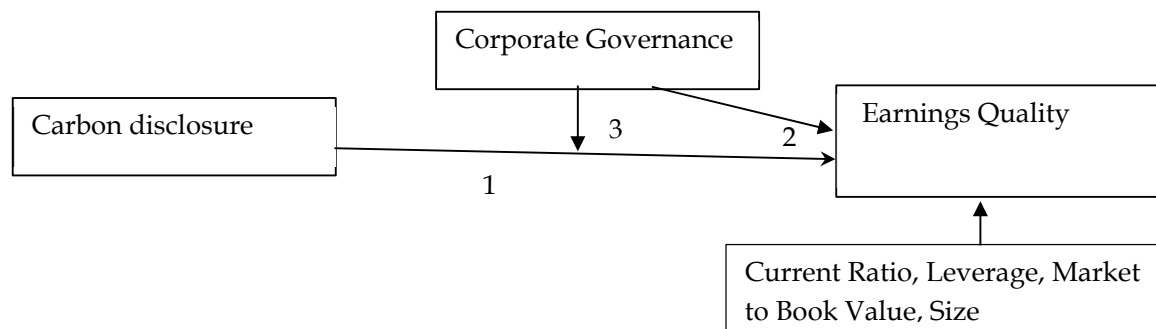 Corporate Governance
Carbon disclosure
Earnings Quality
3
2
1
Current Ratio, Leverage, Market
to Book Value, Size